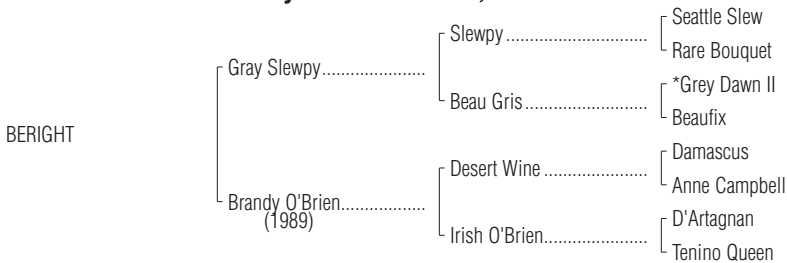 Seattle Slew
Slewpy
Rare Bouquet
Gray Slewpy
*Grey Dawn II
Beau Gris
Beaufix
BERIGHT
Damascus
Desert Wine
Anne Campbell
Brandy O'Brien
(1989)
D'Artagnan
Irish O'Brien
Tenino Queen